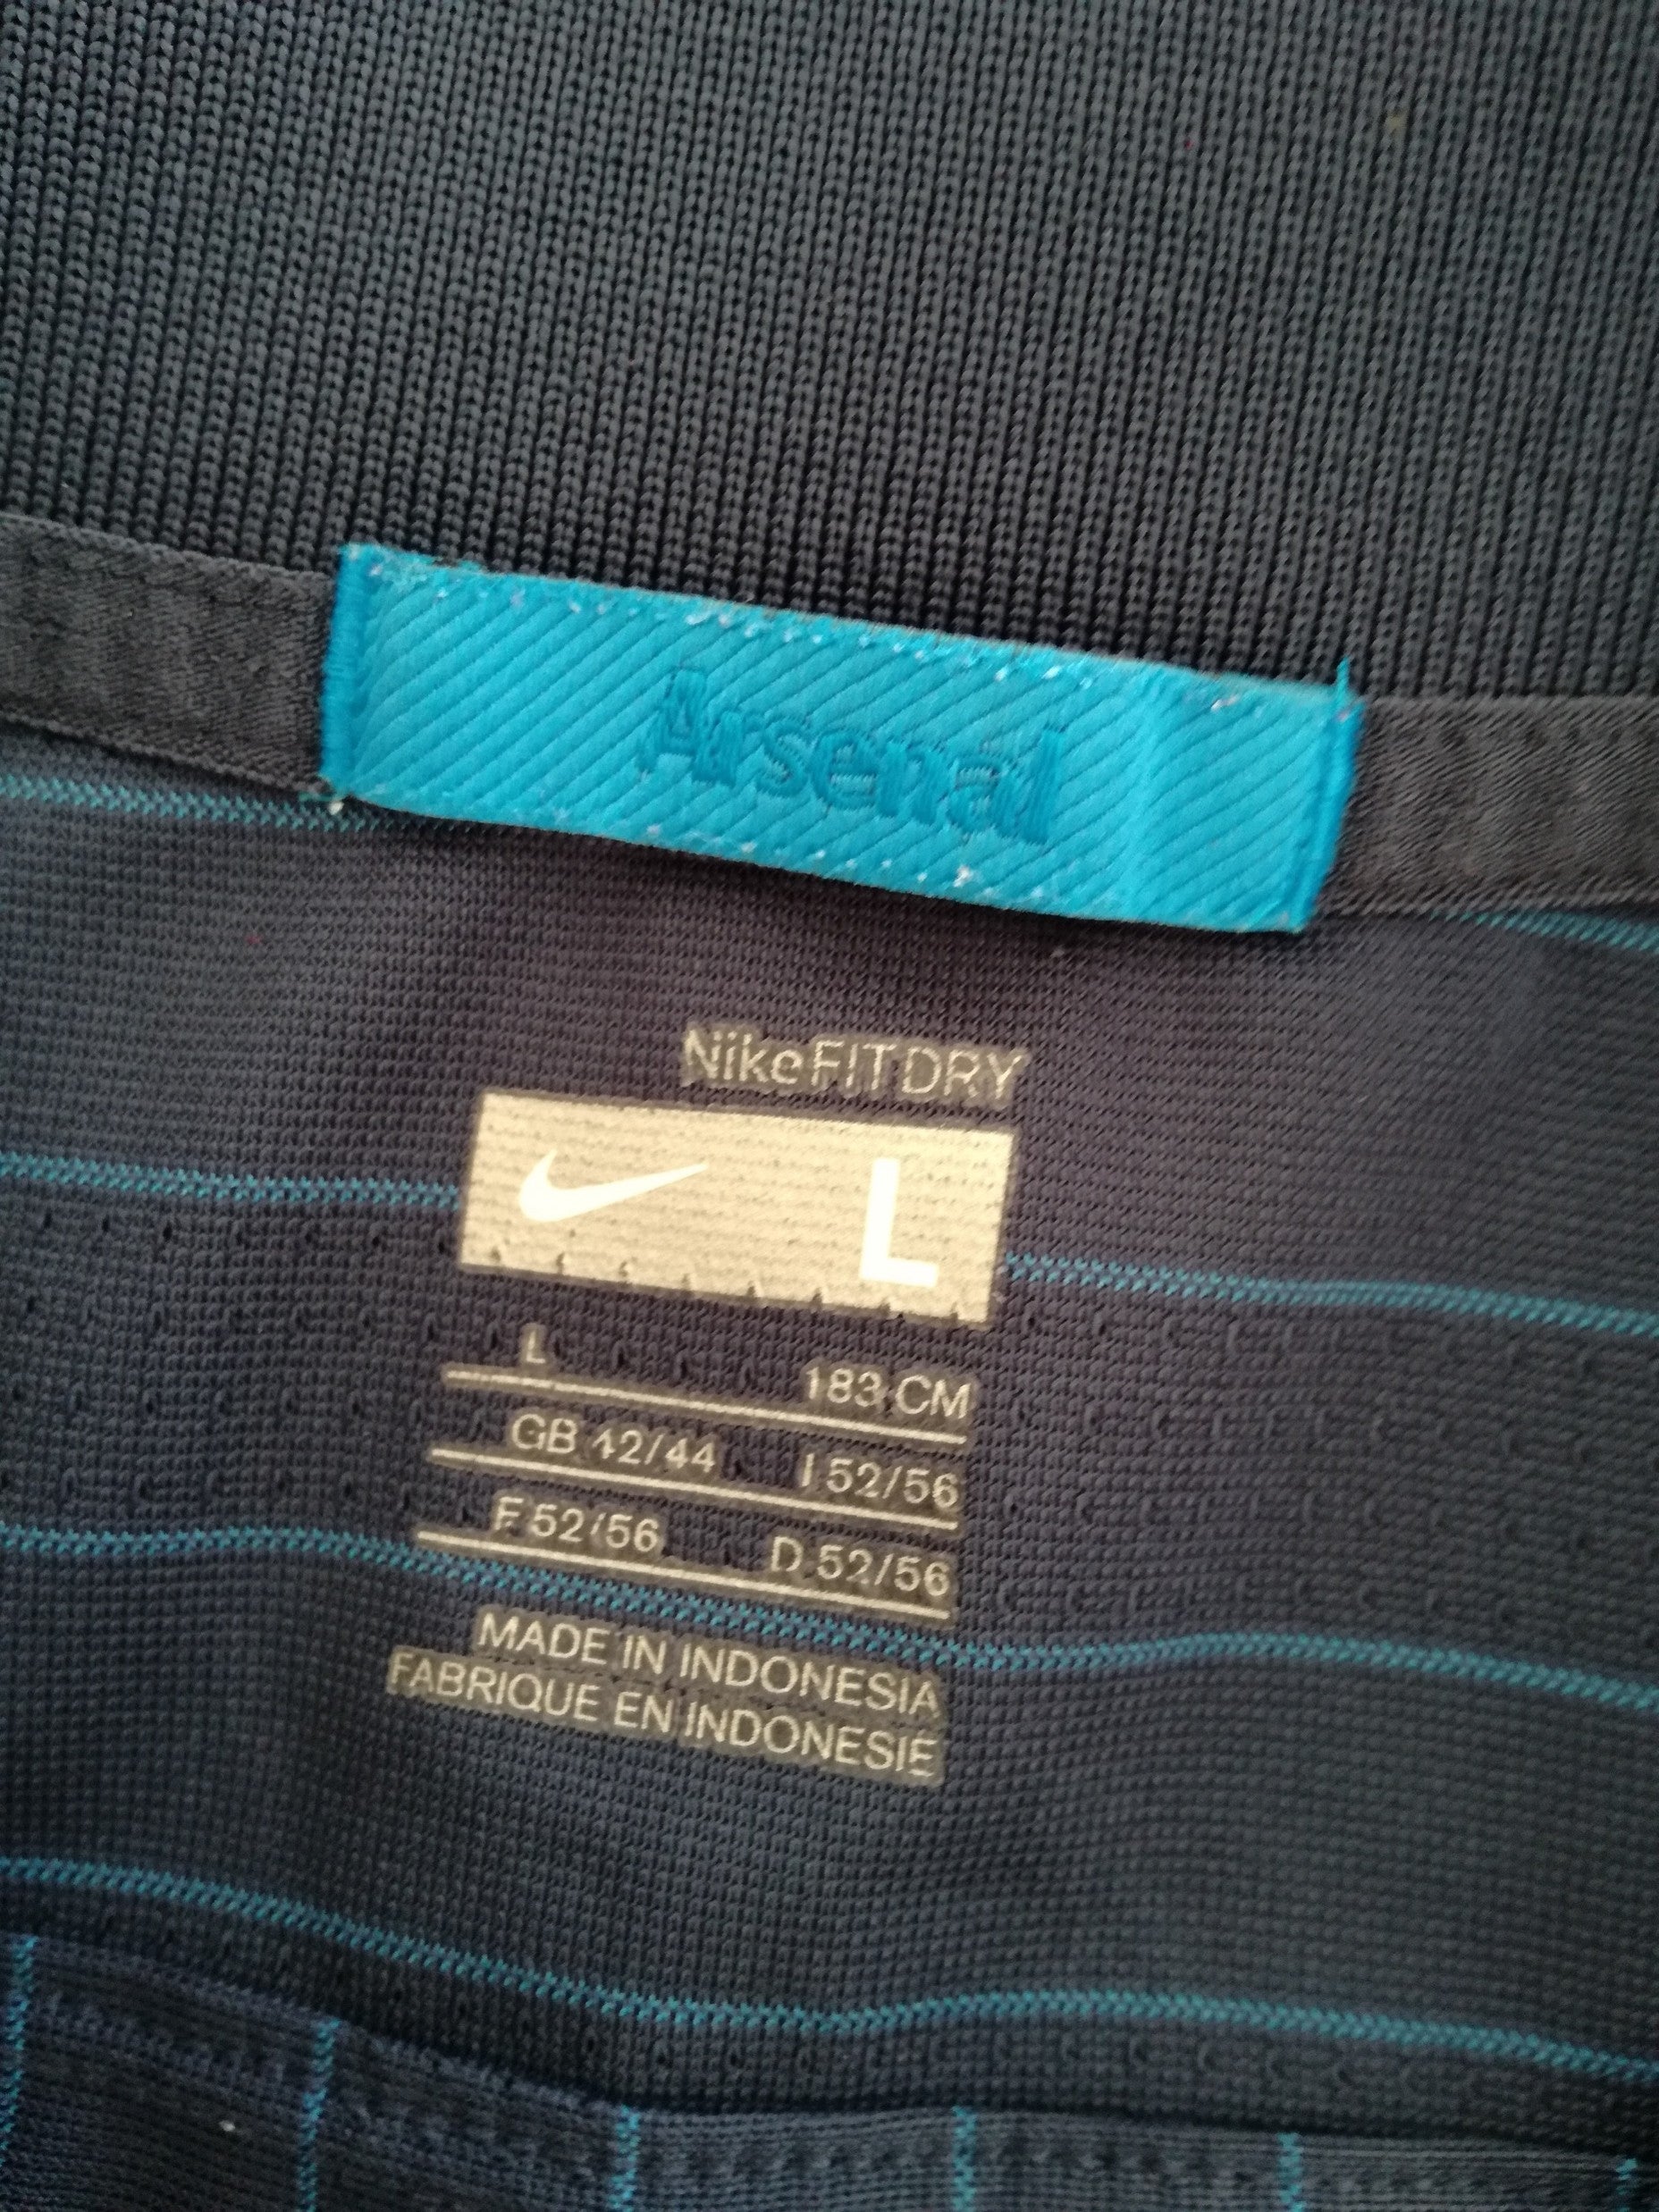 Arsenal
NikeFITDRY
L
L 183 CM
GB 42/44 I 52/56
F 52/56 D 52/56
MADE IN INDONESIA
FABRIQUE EN INDONESIE